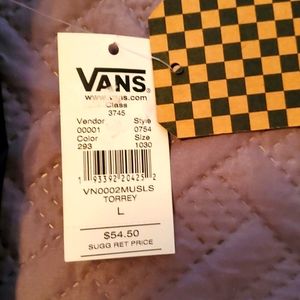 VANS
www.vans.com
Class
3745
Vendor Style
00001 0754
Color Size
293 1030
1 93392 20425 2
VN0002MUSLS
TORREY
L
$54.50
SUGG RET PRICE